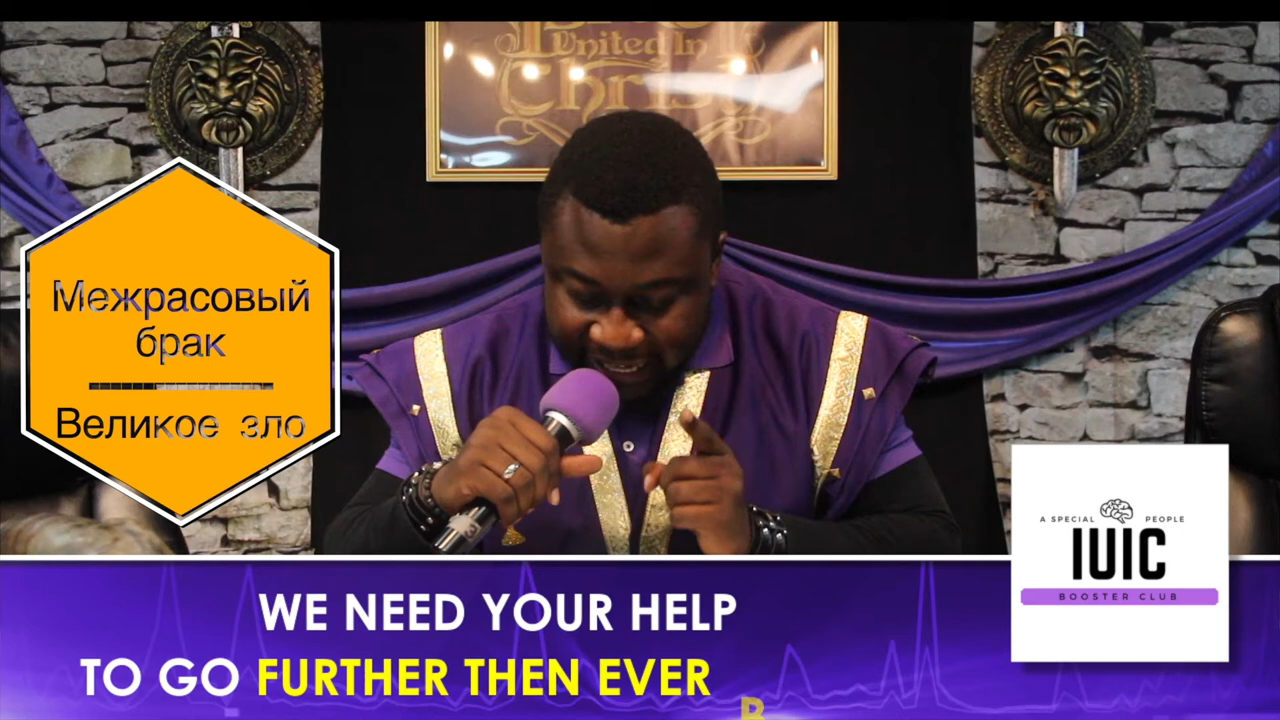 United In
Christ
Межрасовый
брак
Великое зло
A SPECIAL PEOPLE
IUIC
BOOSTER CLUB
WE NEED YOUR HELP
TO GO FURTHER THEN EVER
3